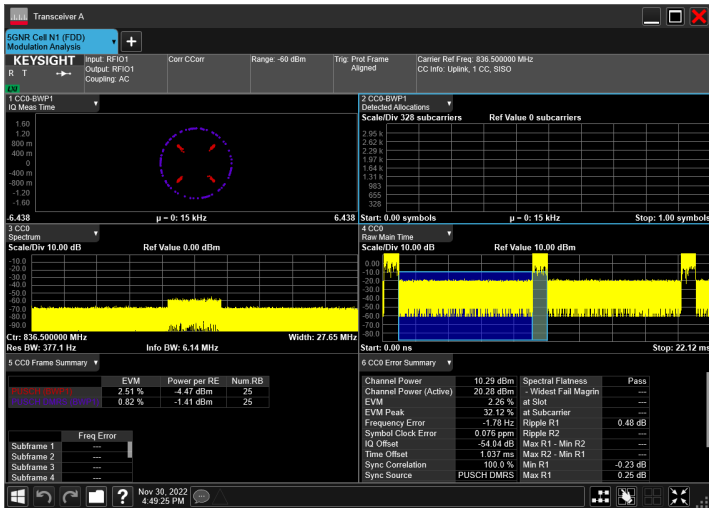 Transceiver A
5GNR Cell N1 (FDD)
Modulation Analysis
KEYSIGHT
R T
LXI
Input: RFIO1
Output: RFIO1
Coupling: AC
Corr CCorr
Range: -60 dBm
Trig: Prot Frame
Aligned
Carrier Ref Freq: 836.500000 MHz
CC Info: Uplink, 1 CC, SISO
1 CC0-BWP1
IQ Meas Time
1.60
1.20
800 m
400 m
0
-400 m
-800 m
-1.20
-1.60
-6.438
μ = 0: 15 kHz
6.438
2 CC0-BWP1
Detected Allocations
Scale/Div 328 subcarriers
Ref Value 0 subcarriers
2.95 k
2.62 k
2.29 k
1.97 k
1.64 k
1.31 k
983
655
328
Start: 0.00 symbols
μ = 0: 15 kHz
Stop: 1.00 symbols
3 CC0
Spectrum
Scale/Div 10.00 dB
Ref Value 0.00 dBm
-10.0
-20.0
-30.0
-40.0
-50.0
-60.0
-70.0
-80.0
-90.0
Ctr: 836.500000 MHz
Width: 27.65 MHz
Res BW: 377.1 Hz
Info BW: 6.14 MHz
4 CC0
Raw Main Time
Scale/Div 10.00 dB
Ref Value 10.00 dBm
0.00
-10.0
-20.0
-30.0
-40.0
-50.0
-60.0
-70.0
-80.0
Start: 0.00 ns
Stop: 22.12 ms
5 CC0 Frame Summary
EVM Power per RE Num.RB
2.51 % -4.47 dBm 25
0.82 % -1.41 dBm 25
Freq Error
Subframe 1 ---
Subframe 2 ---
Subframe 3 ---
Subframe 4 ---
6 CC0 Error Summary
Channel Power 10.29 dBm Spectral Flatness Pass
Channel Power (Active) 20.28 dBm - Widest Fail Magrin ---
EVM 2.26 % at Slot ---
EVM Peak 32.12 % at Subcarrier ---
Frequency Error -1.78 Hz Ripple R1 0.48 dB
Symbol Clock Error 0.076 ppm Ripple R2 ---
IQ Offset -54.04 dB Max R1 - Min R2 ---
Time Offset 1.037 ms Max R2 - Min R1 ---
Sync Correlation 100.0 % Min R1 -0.23 dB
Sync Source PUSCH DMRS Max R1 0.25 dB
Nov 30, 2022
4:49:25 PM